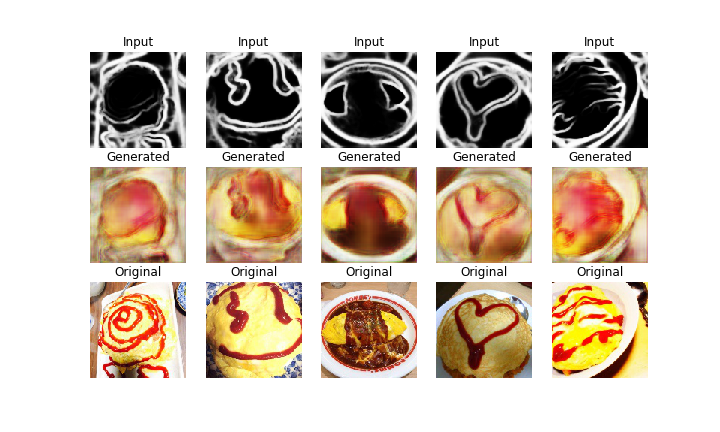 Input Input Input Input Input
Generated Generated Generated Generated Generated
Original Original Original Original Original